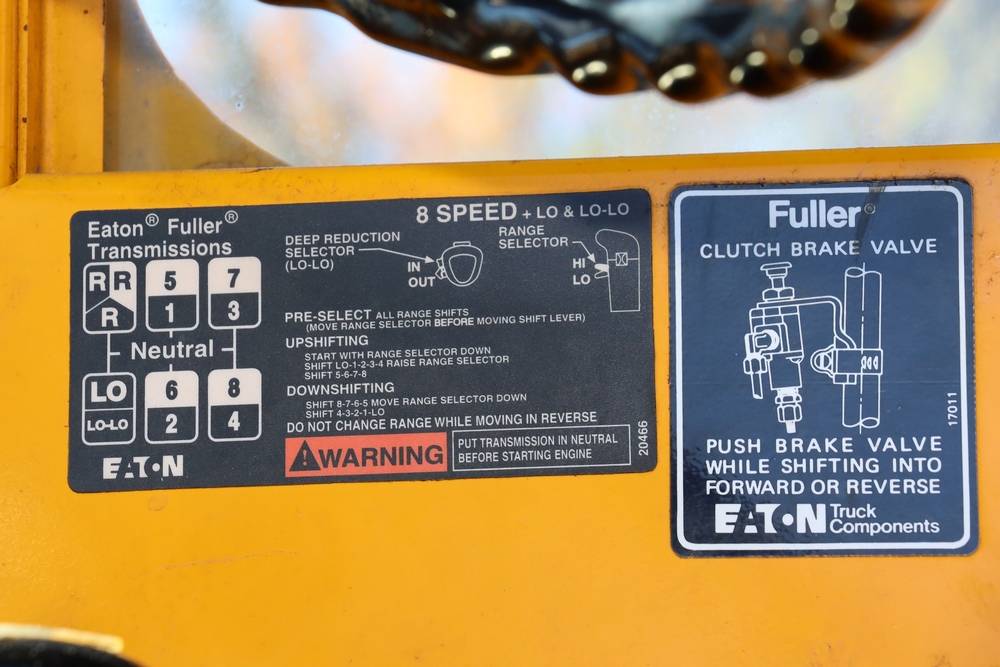 Eaton® Fuller®
Transmissions
8 SPEED + LO & LO-LO
DEEP REDUCTION
SELECTOR
(LO-LO)
IN
OUT
RANGE
SELECTOR
HI
LO
R R
R
5
1
7
3
Neutral
LO
LO-LO
6
2
8
4
EATON
PRE-SELECT ALL RANGE SHIFTS
(MOVE RANGE SELECTOR BEFORE MOVING SHIFT LEVER)
UPSHIFTING
START WITH RANGE SELECTOR DOWN
SHIFT LO-1-2-3-4 RAISE RANGE SELECTOR
SHIFT 5-6-7-8
DOWNSHIFTING
SHIFT 8-7-6-5 MOVE RANGE SELECTOR DOWN
SHIFT 4-3-2-1-LO
DO NOT CHANGE RANGE WHILE MOVING IN REVERSE
WARNING
PUT TRANSMISSION IN NEUTRAL
BEFORE STARTING ENGINE
20466
Fuller®
CLUTCH BRAKE VALVE
17011
PUSH BRAKE VALVE
WHILE SHIFTING INTO
FORWARD OR REVERSE
EATON Truck
Components